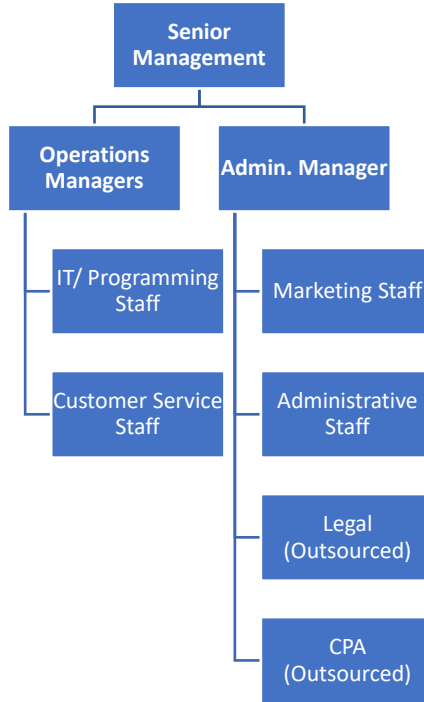 Senior
Management
Operations
Managers
Admin. Manager
IT/ Programming
Staff
Marketing Staff
Customer Service
Staff
Administrative
Staff
Legal
(Outsourced)
CPA
(Outsourced)